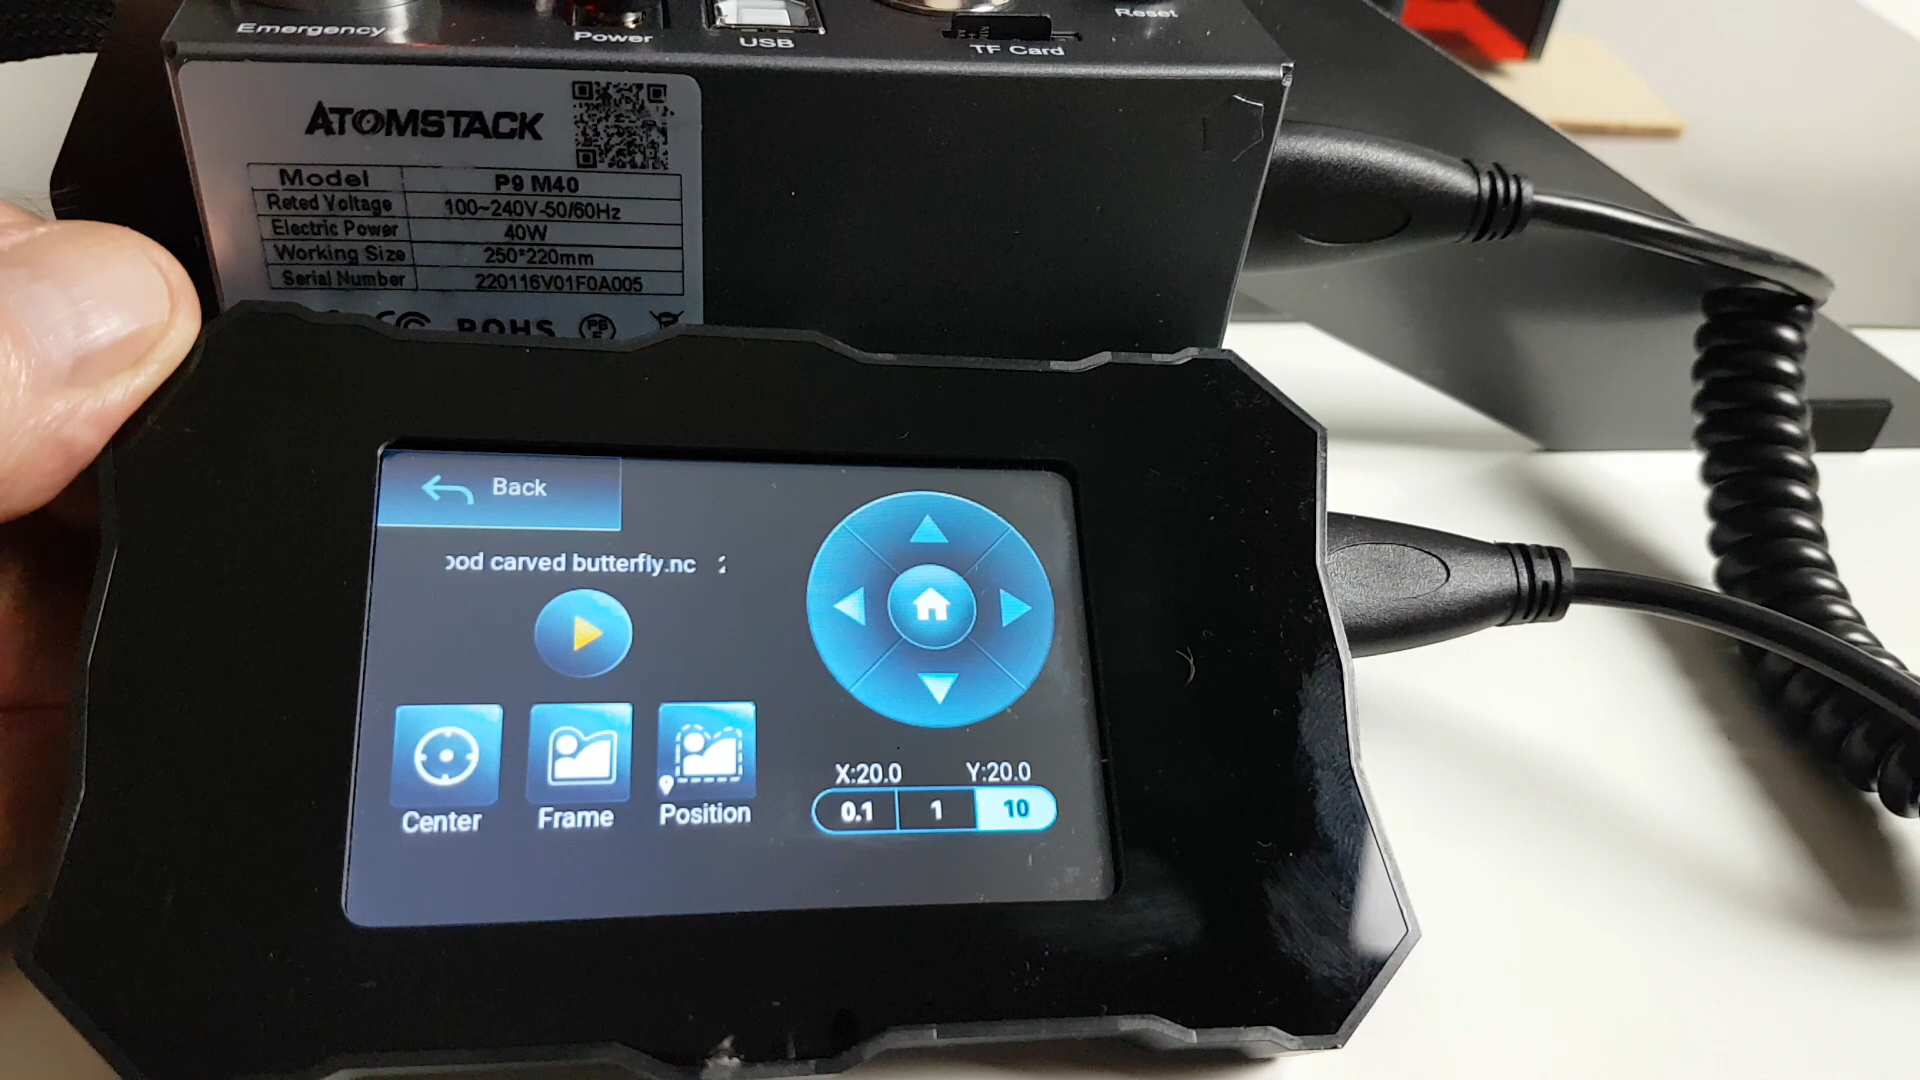 Emergency
Power
USB
TF Card
Reset
ATOMSTACK
Model P9 M40
Reted Voltage 100~240V-50/60Hz
Electric Power 40W
Working Size 250*220mm
Serial Number 220116V01F0A005
ROHS
Back
ood carved butterfly.nc
Center
Frame
Position
X:20.0 Y:20.0
0.1 1 10